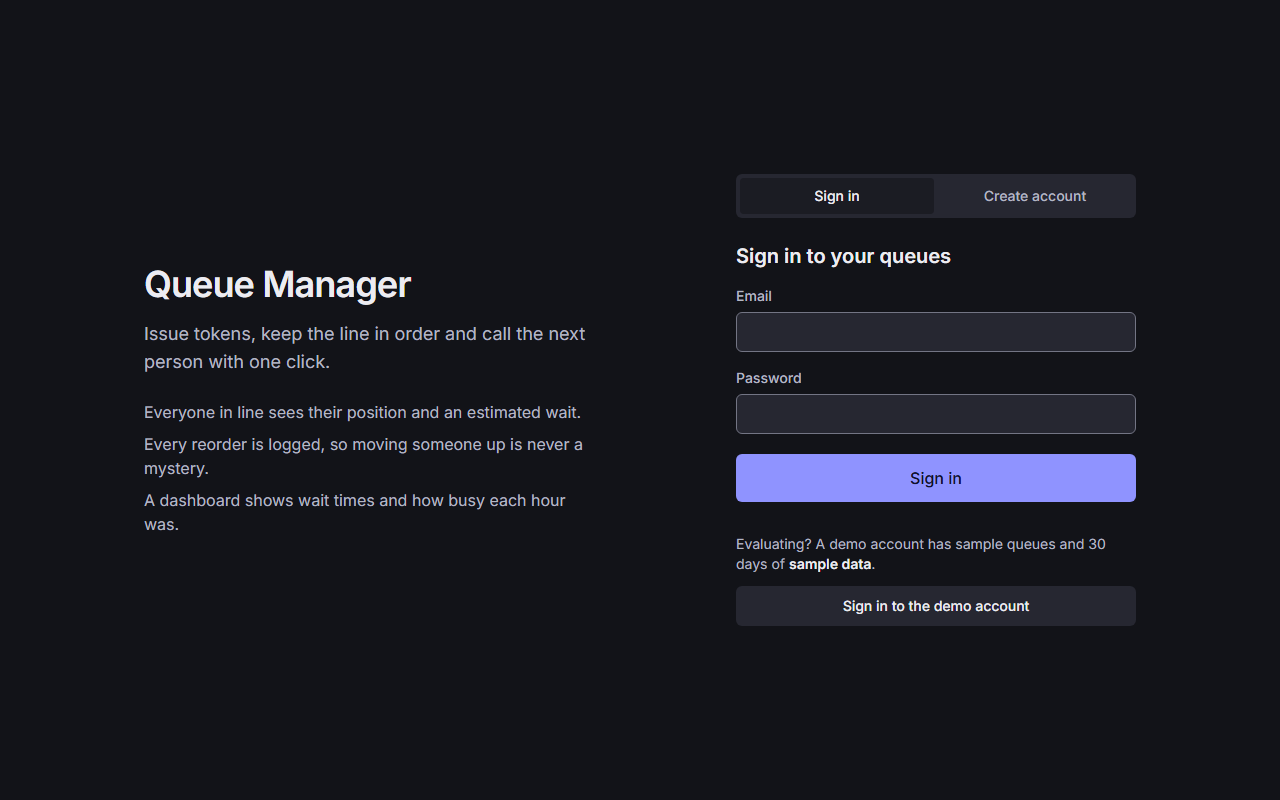 Queue Manager
Issue tokens, keep the line in order and call the next
person with one click.
Everyone in line sees their position and an estimated wait.
Every reorder is logged, so moving someone up is never a
mystery.
A dashboard shows wait times and how busy each hour
was.
Sign in
Create account
Sign in to your queues
Email
Password
Sign in
Evaluating? A demo account has sample queues and 30
days of sample data.
Sign in to the demo account